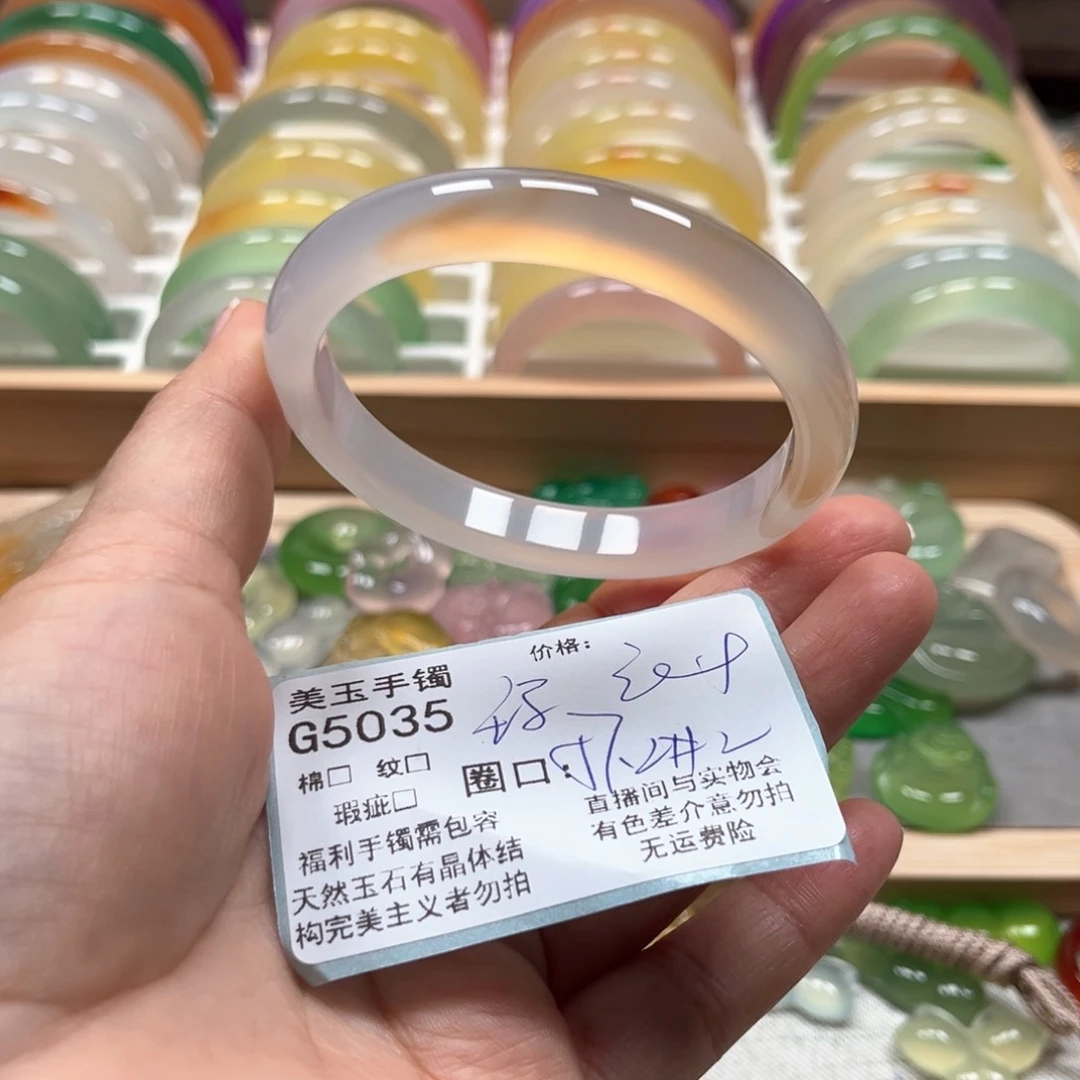 价格:
美玉手镯
G5035
棉□ 纹□
圈口:
瑕疵□
福利手镯需包容
天然玉石有晶体结
构完美主义者勿拍
直播间与实物会
有色差介意勿拍
无运费险